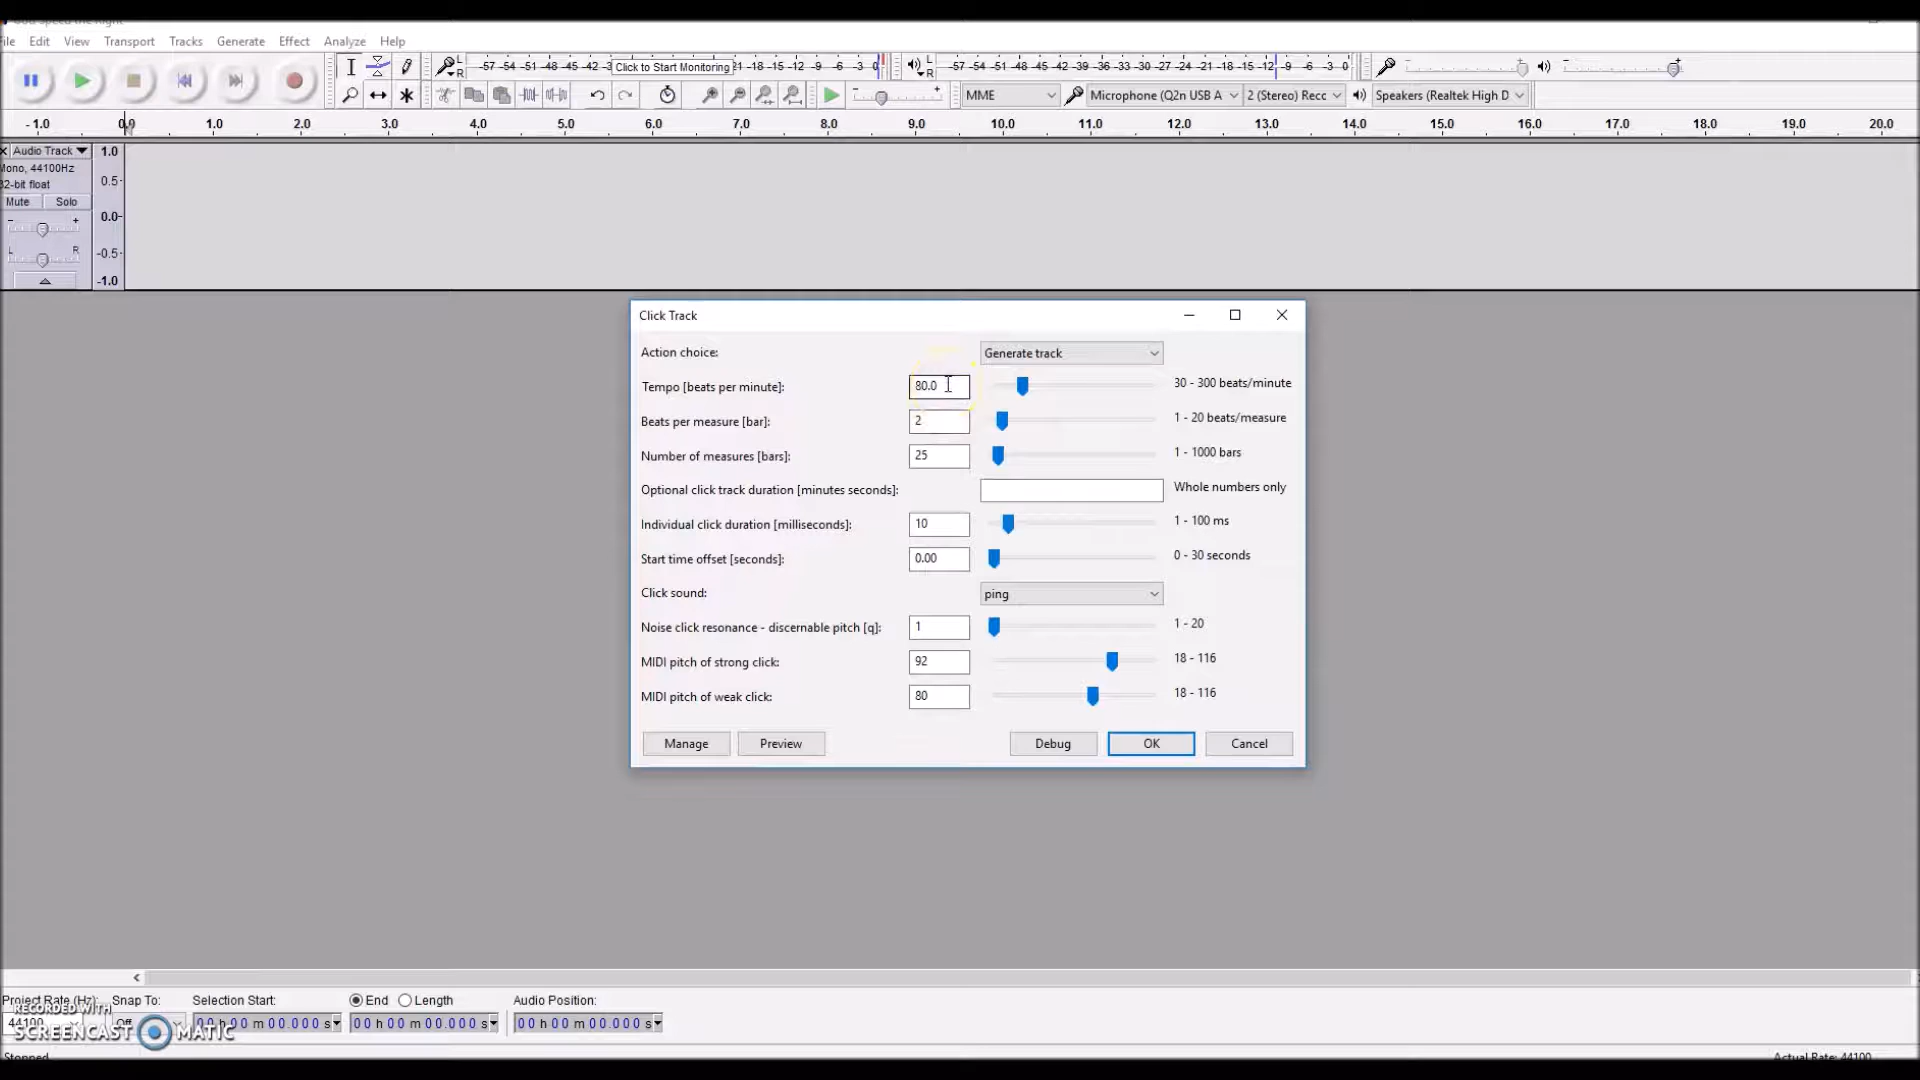 God Speed the Right
File Edit View Transport Tracks Generate Effect Analyze Help
L R -57 -54 -51 -48 -45 -42 -3 Click to Start Monitoring 21 -18 -15 -12 -9 -6 -3 0 L R -57 -54 -51 -48 -45 -42 -39 -36 -33 -30 -27 -24 -21 -18 -15 -12 -9 -6 -3 0
- + MME Microphone (Q2n USB A 2 (Stereo) Recc Speakers (Realtek High D
- 1.0 0.0 1.0 2.0 3.0 4.0 5.0 6.0 7.0 8.0 9.0 10.0 11.0 12.0 13.0 14.0 15.0 16.0 17.0 18.0 19.0 20.0
x Audio Track 1.0
Mono, 44100Hz
32-bit float 0.5
Mute Solo
- + 0.0
L R -0.5
-1.0
Click Track
Action choice: Generate track
Tempo [beats per minute]: 80.0 30 - 300 beats/minute
Beats per measure [bar]: 2 1 - 20 beats/measure
Number of measures [bars]: 25 1 - 1000 bars
Optional click track duration [minutes seconds]: Whole numbers only
Individual click duration [milliseconds]: 10 1 - 100 ms
Start time offset [seconds]: 0.00 0 - 30 seconds
Click sound: ping
Noise click resonance - discernable pitch [q]: 1 1 - 20
MIDI pitch of strong click: 92 18 - 116
MIDI pitch of weak click: 80 18 - 116
Manage Preview Debug OK Cancel
Project Rate (Hz): Snap To: Selection Start: End Length Audio Position:
44100 Off 00 h 00 m 00.000 s 00 h 00 m 00.000 s 00 h 00 m 00.000 s
RECORDED WITH
SCREENCAST MATIC
Stopped. Actual Rate: 44100